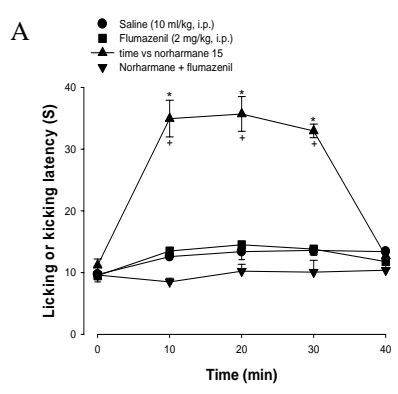 A
Saline (10 ml/kg, i.p.)
Flumazenil (2 mg/kg, i.p.)
time vs norharmane 15
Norharmane + flumazenil
Licking or kicking latency (S)
40
30
20
10
0
* * *
+ + +
0 10 20 30 40
Time (min)